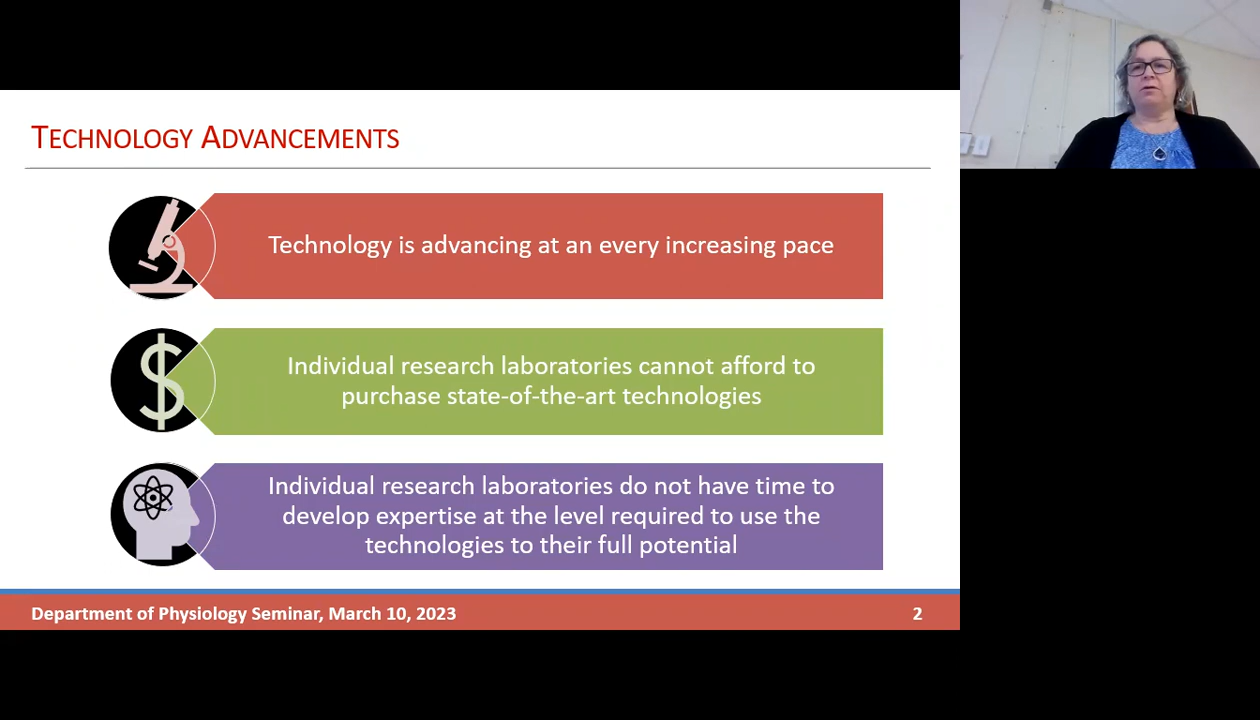 TECHNOLOGY ADVANCEMENTS
Technology is advancing at an every increasing pace
Individual research laboratories cannot afford to
purchase state-of-the-art technologies
Individual research laboratories do not have time to
develop expertise at the level required to use the
technologies to their full potential
Department of Physiology Seminar, March 10, 2023
2